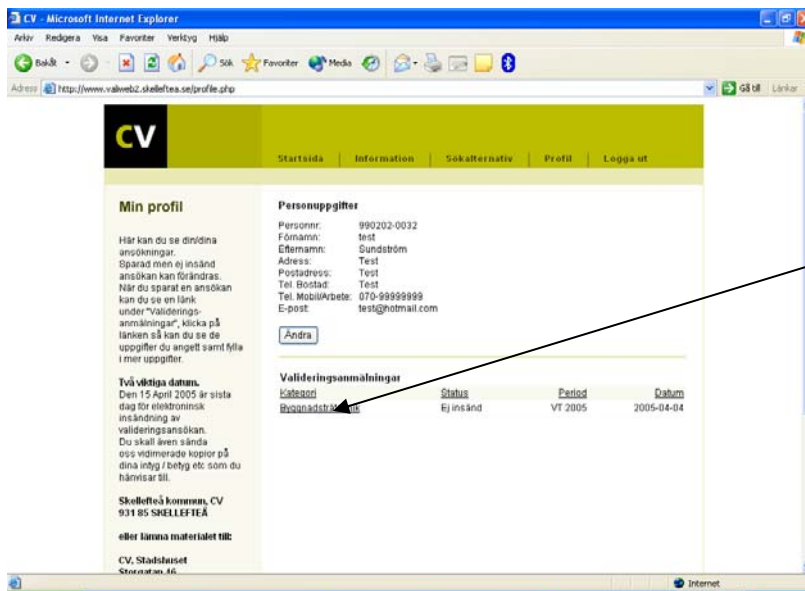 CV - Microsoft Internet Explorer
Arkiv Redigera Visa Favoriter Verktyg Hjälp
Bakåt Sök Favoriter Media
Adress http://www.valweb2.skelleftea.se/profile.php Gå till Länkar
CV
Startsida | Information | Sökalternativ | Profil | Logga ut
Min profil
Här kan du se din/dina
ansökningar.
Sparad men ej insänd
ansökan kan förändras.
När du sparat en ansökan
kan du se en länk
under "Validerings-
anmälningar", klicka på
länken så kan du se de
uppgifter du angett samt fylla
i mer uppgifter.
Två viktiga datum.
Den 15 April 2005 är sista
dag för elektroninsk
insändning av
valideringsansökan.
Du skall även sända
oss vidimerade kopior på
dina intyg / betyg etc som du
hänvisar till.
Skellefteå kommun, CV
931 85 SKELLEFTEÅ
eller lämna materialet till:
CV, Stadshuset
Storgatan 46
Personuppgifter
Personnr: 990202-0032
Förnamn: test
Efternamn: Sundström
Adress: Test
Postadress: Test
Tel. Bostad: Test
Tel. Mobil/Arbete: 070-99999999
E-post: test@hotmail.com
Ändra
Valideringsanmälningar
Kategori Status Period Datum
Ej insänd VT 2005 2005-04-04
Internet